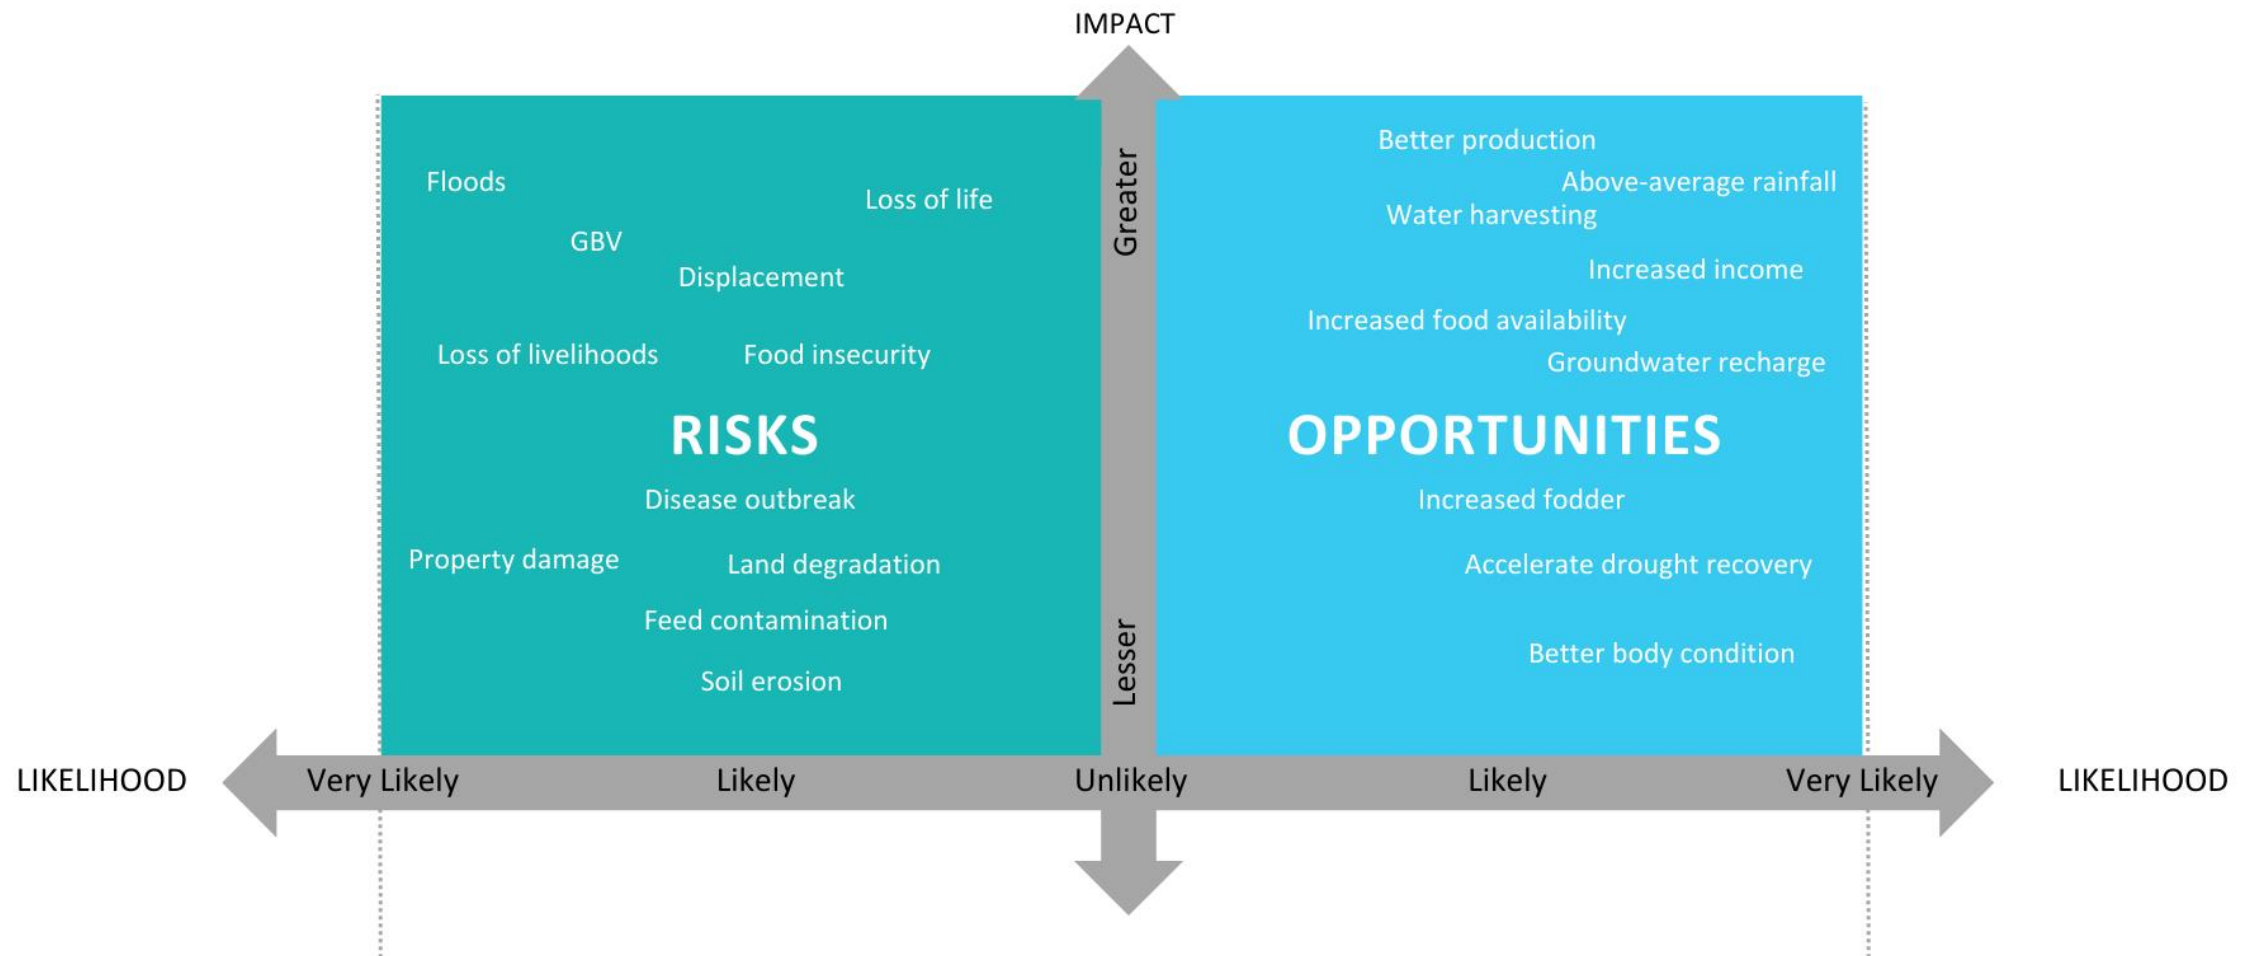 IMPACT
Greater
Lesser
Floods
Loss of life
GBV
Displacement
Loss of livelihoods
Food insecurity
RISKS
Disease outbreak
Property damage
Land degradation
Feed contamination
Soil erosion
Better production
Above-average rainfall
Water harvesting
Increased income
Increased food availability
Groundwater recharge
OPPORTUNITIES
Increased fodder
Accelerate drought recovery
Better body condition
LIKELIHOOD
Very Likely
Likely
Unlikely
Likely
Very Likely
LIKELIHOOD